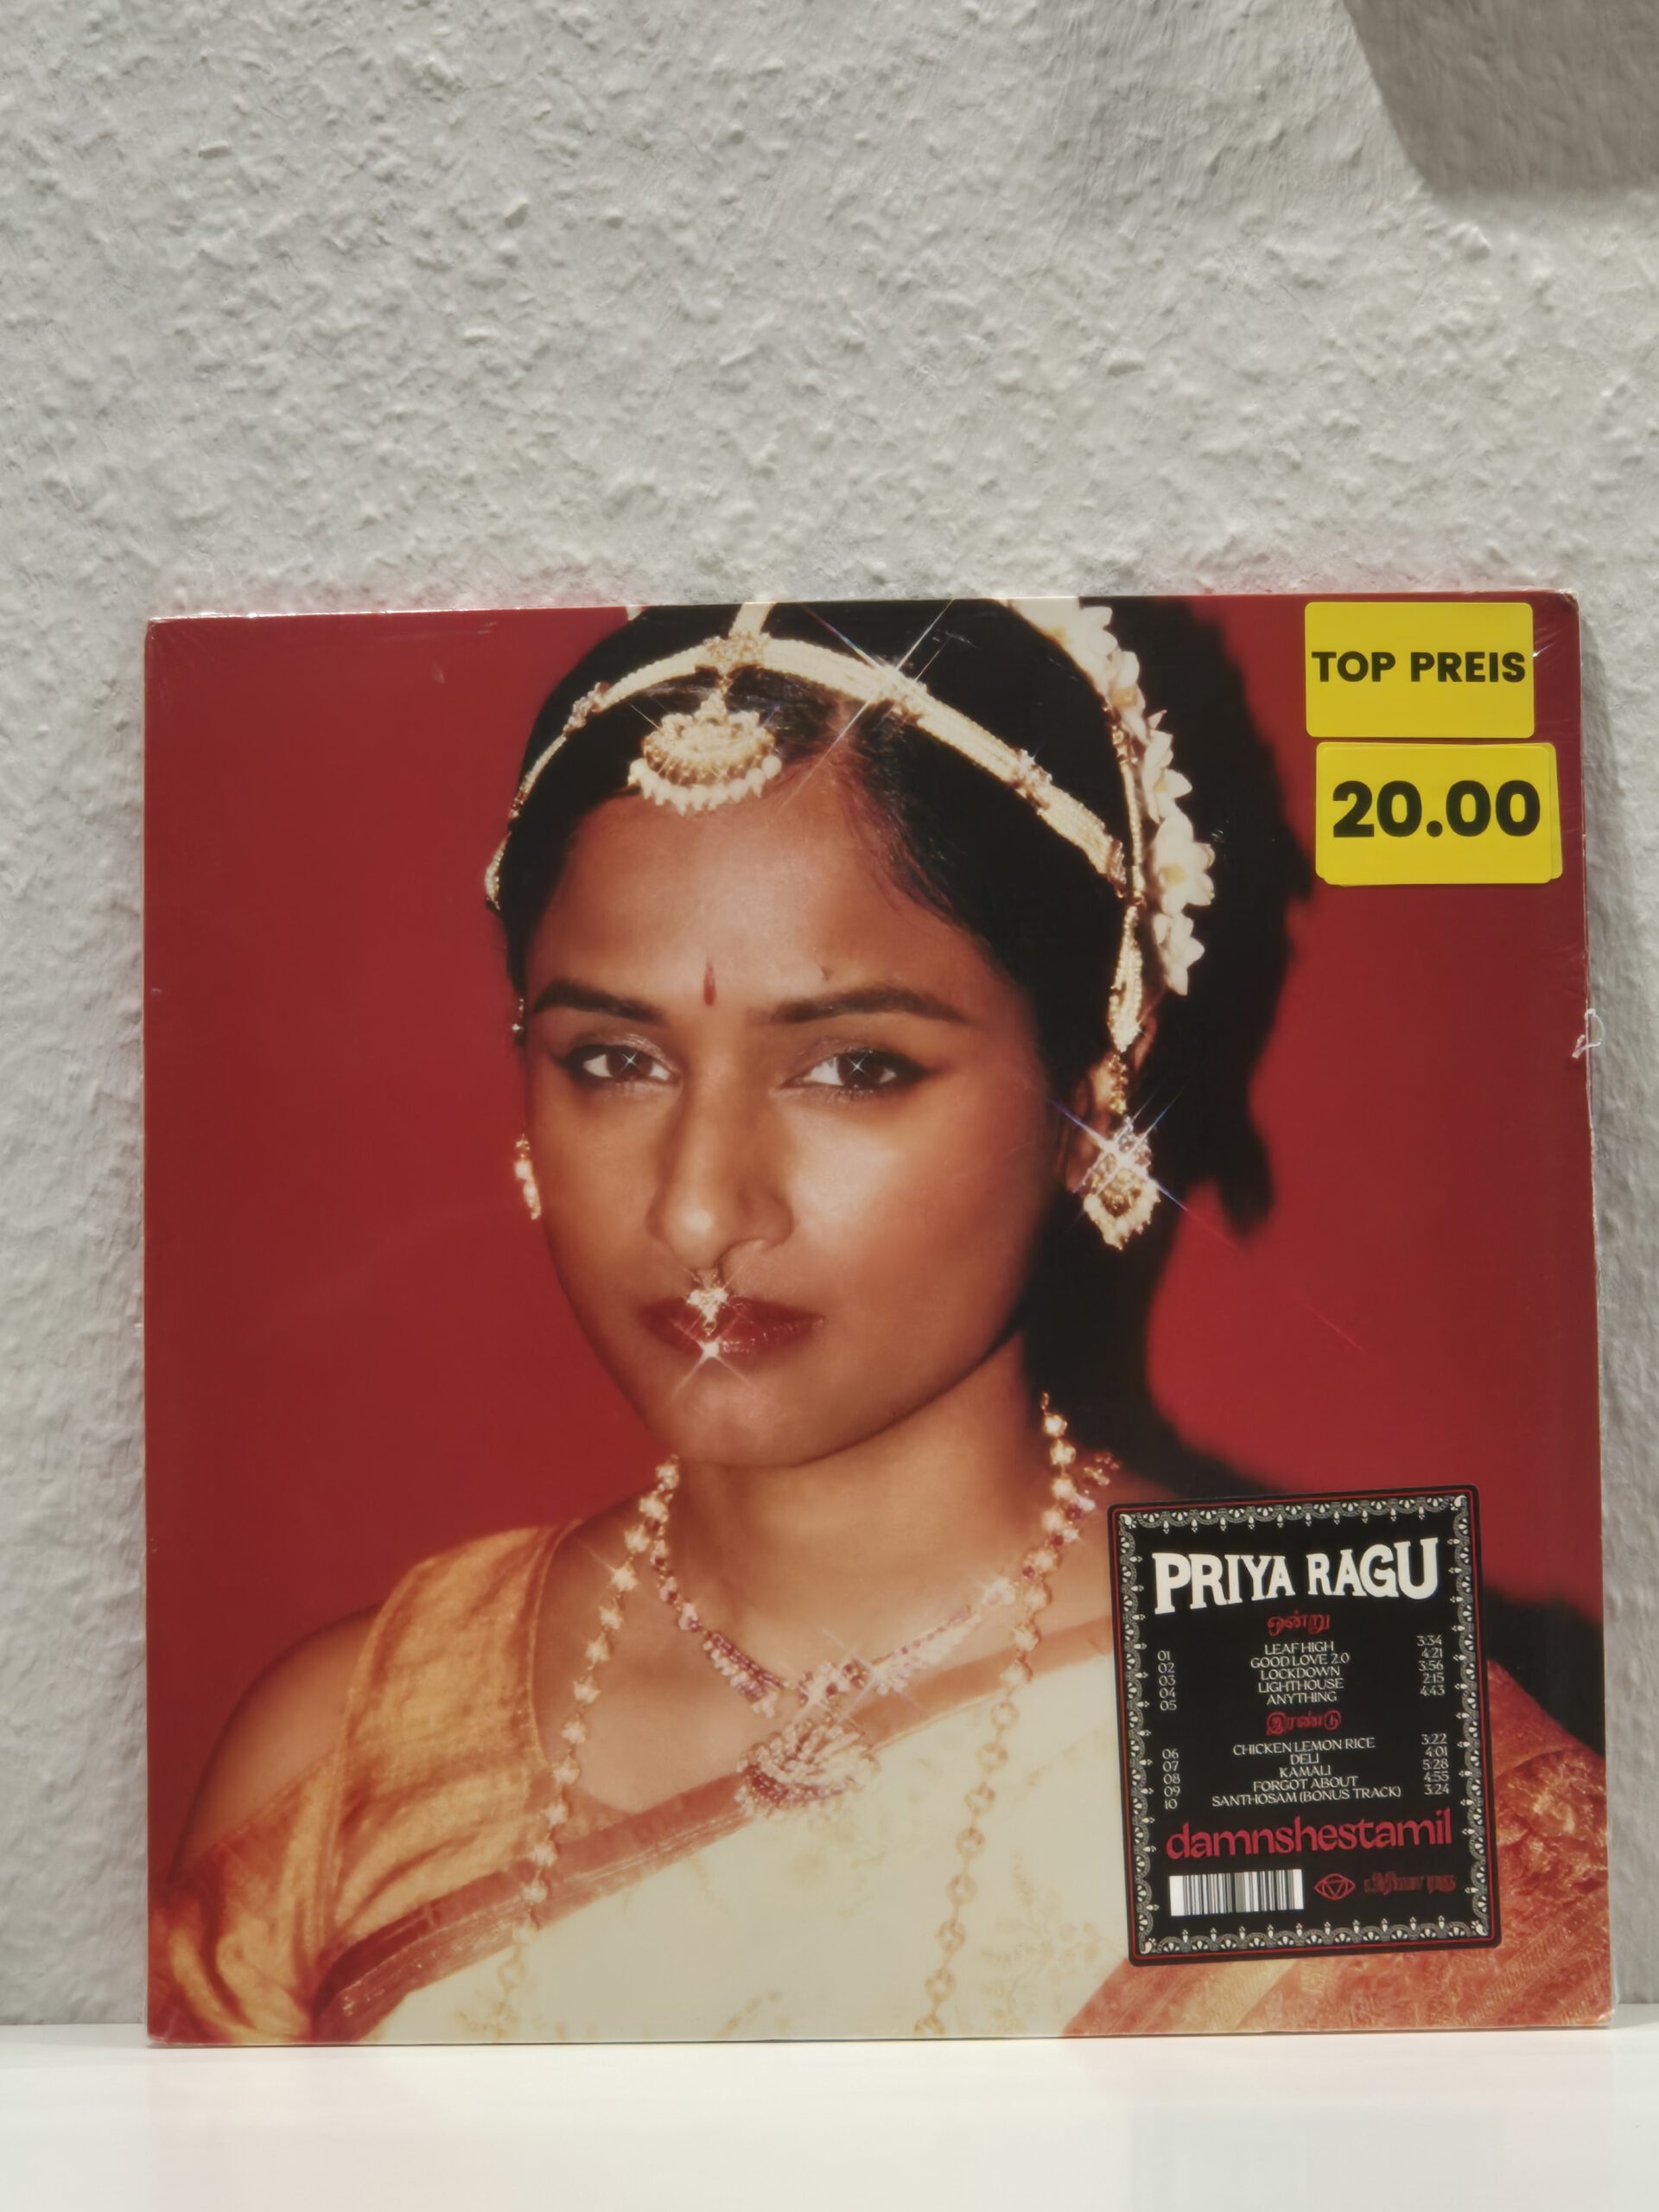 TOP PREIS
20.00
PRIYA RAGU
ஒன்று
01 LEAF HIGH 3:34
02 GOOD LOVE 2.0 4:21
03 LOCKDOWN 3:56
04 LIGHTHOUSE 2:15
05 ANYTHING 4:43
இரண்டு
06 CHICKEN LEMON RICE 3:22
07 DELI 4:01
08 KAMALI 5:28
09 FORGOT ABOUT 4:55
10 SANTHOSAM (BONUS TRACK) 3:24
damnshestamil